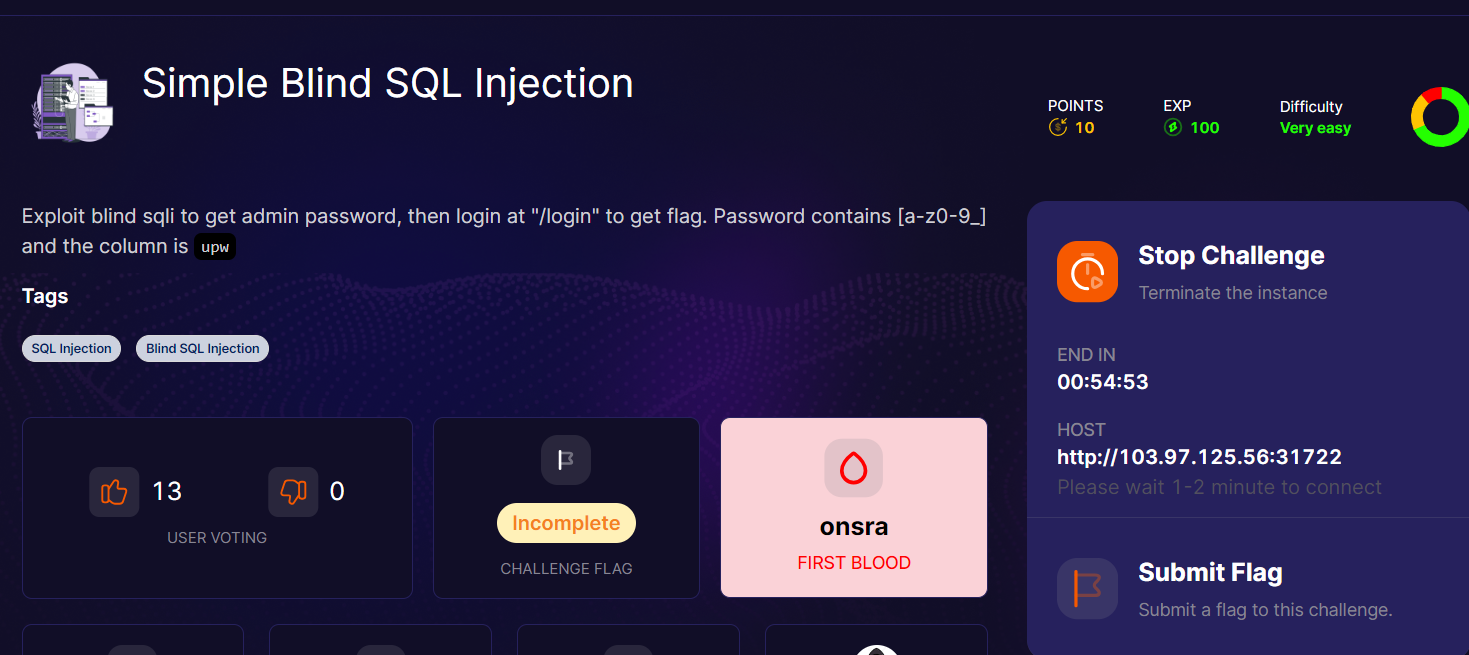 Simple Blind SQL Injection
POINTS
10
EXP
100
Difficulty
Very easy
Exploit blind sqli to get admin password, then login at "/login" to get flag. Password contains [a-z0-9_]
and the column is upw
Tags
SQL Injection
Blind SQL Injection
13
0
USER VOTING
Incomplete
CHALLENGE FLAG
onsra
FIRST BLOOD
Stop Challenge
Terminate the instance
END IN
00:54:53
HOST
http://103.97.125.56:31722
Please wait 1-2 minute to connect
Submit Flag
Submit a flag to this challenge.